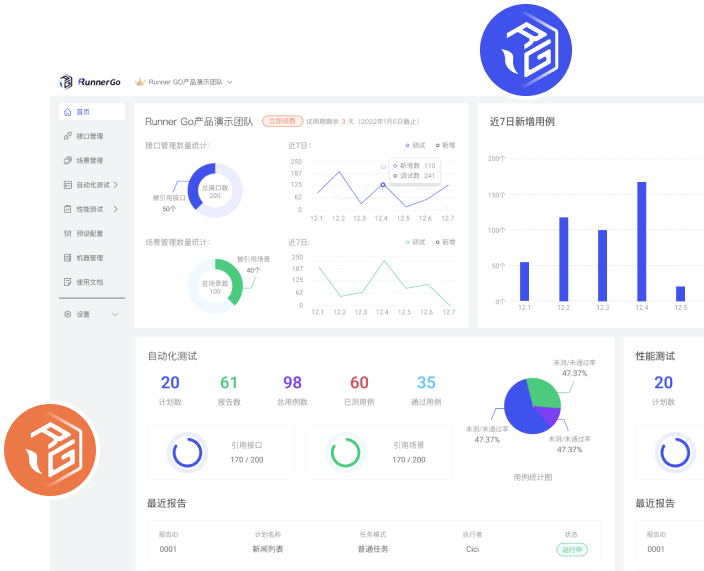 RunnerGo
Runner GO产品演示团队
首页
接口管理
场景管理
自动化测试
性能测试
预设配置
机器管理
使用文档
设置
Runner Go产品演示团队
立即续费
试用期剩余 3 天（2022年1月6日截止）
接口管理数量统计:
总接口数
200
被引用接口
50个
近7日:
调试
新增
250
187
125
62
0
新增数 110
调试数 241
12.1 12.2 12.3 12.4 12.5 12.6 12.7
场景管理数量统计:
被引用场景
40个
总场景数
100
近7日:
调试
新增
250
187
125
62
0
12.1 12.2 12.3 12.4 12.5 12.6 12.7
近7日新增用例
200个
150个
100个
50个
0个
12.1 12.2 12.3 12.4 12.5
自动化测试
20 61 98 60 35
计划数 报告数 总用例数 已测用例 通过用例
引用接口
170 / 200
引用场景
170 / 200
未测/未通过率
47.37%
未测/未通过率
47.37%
未测/未通过率
47.37%
用例统计图
最近报告
报告ID 计划名称 任务模式 执行者 状态
0001 新闻列表 普通任务 Cici 运行中
性能测试
20
计划数
最近报告
报告ID
0001